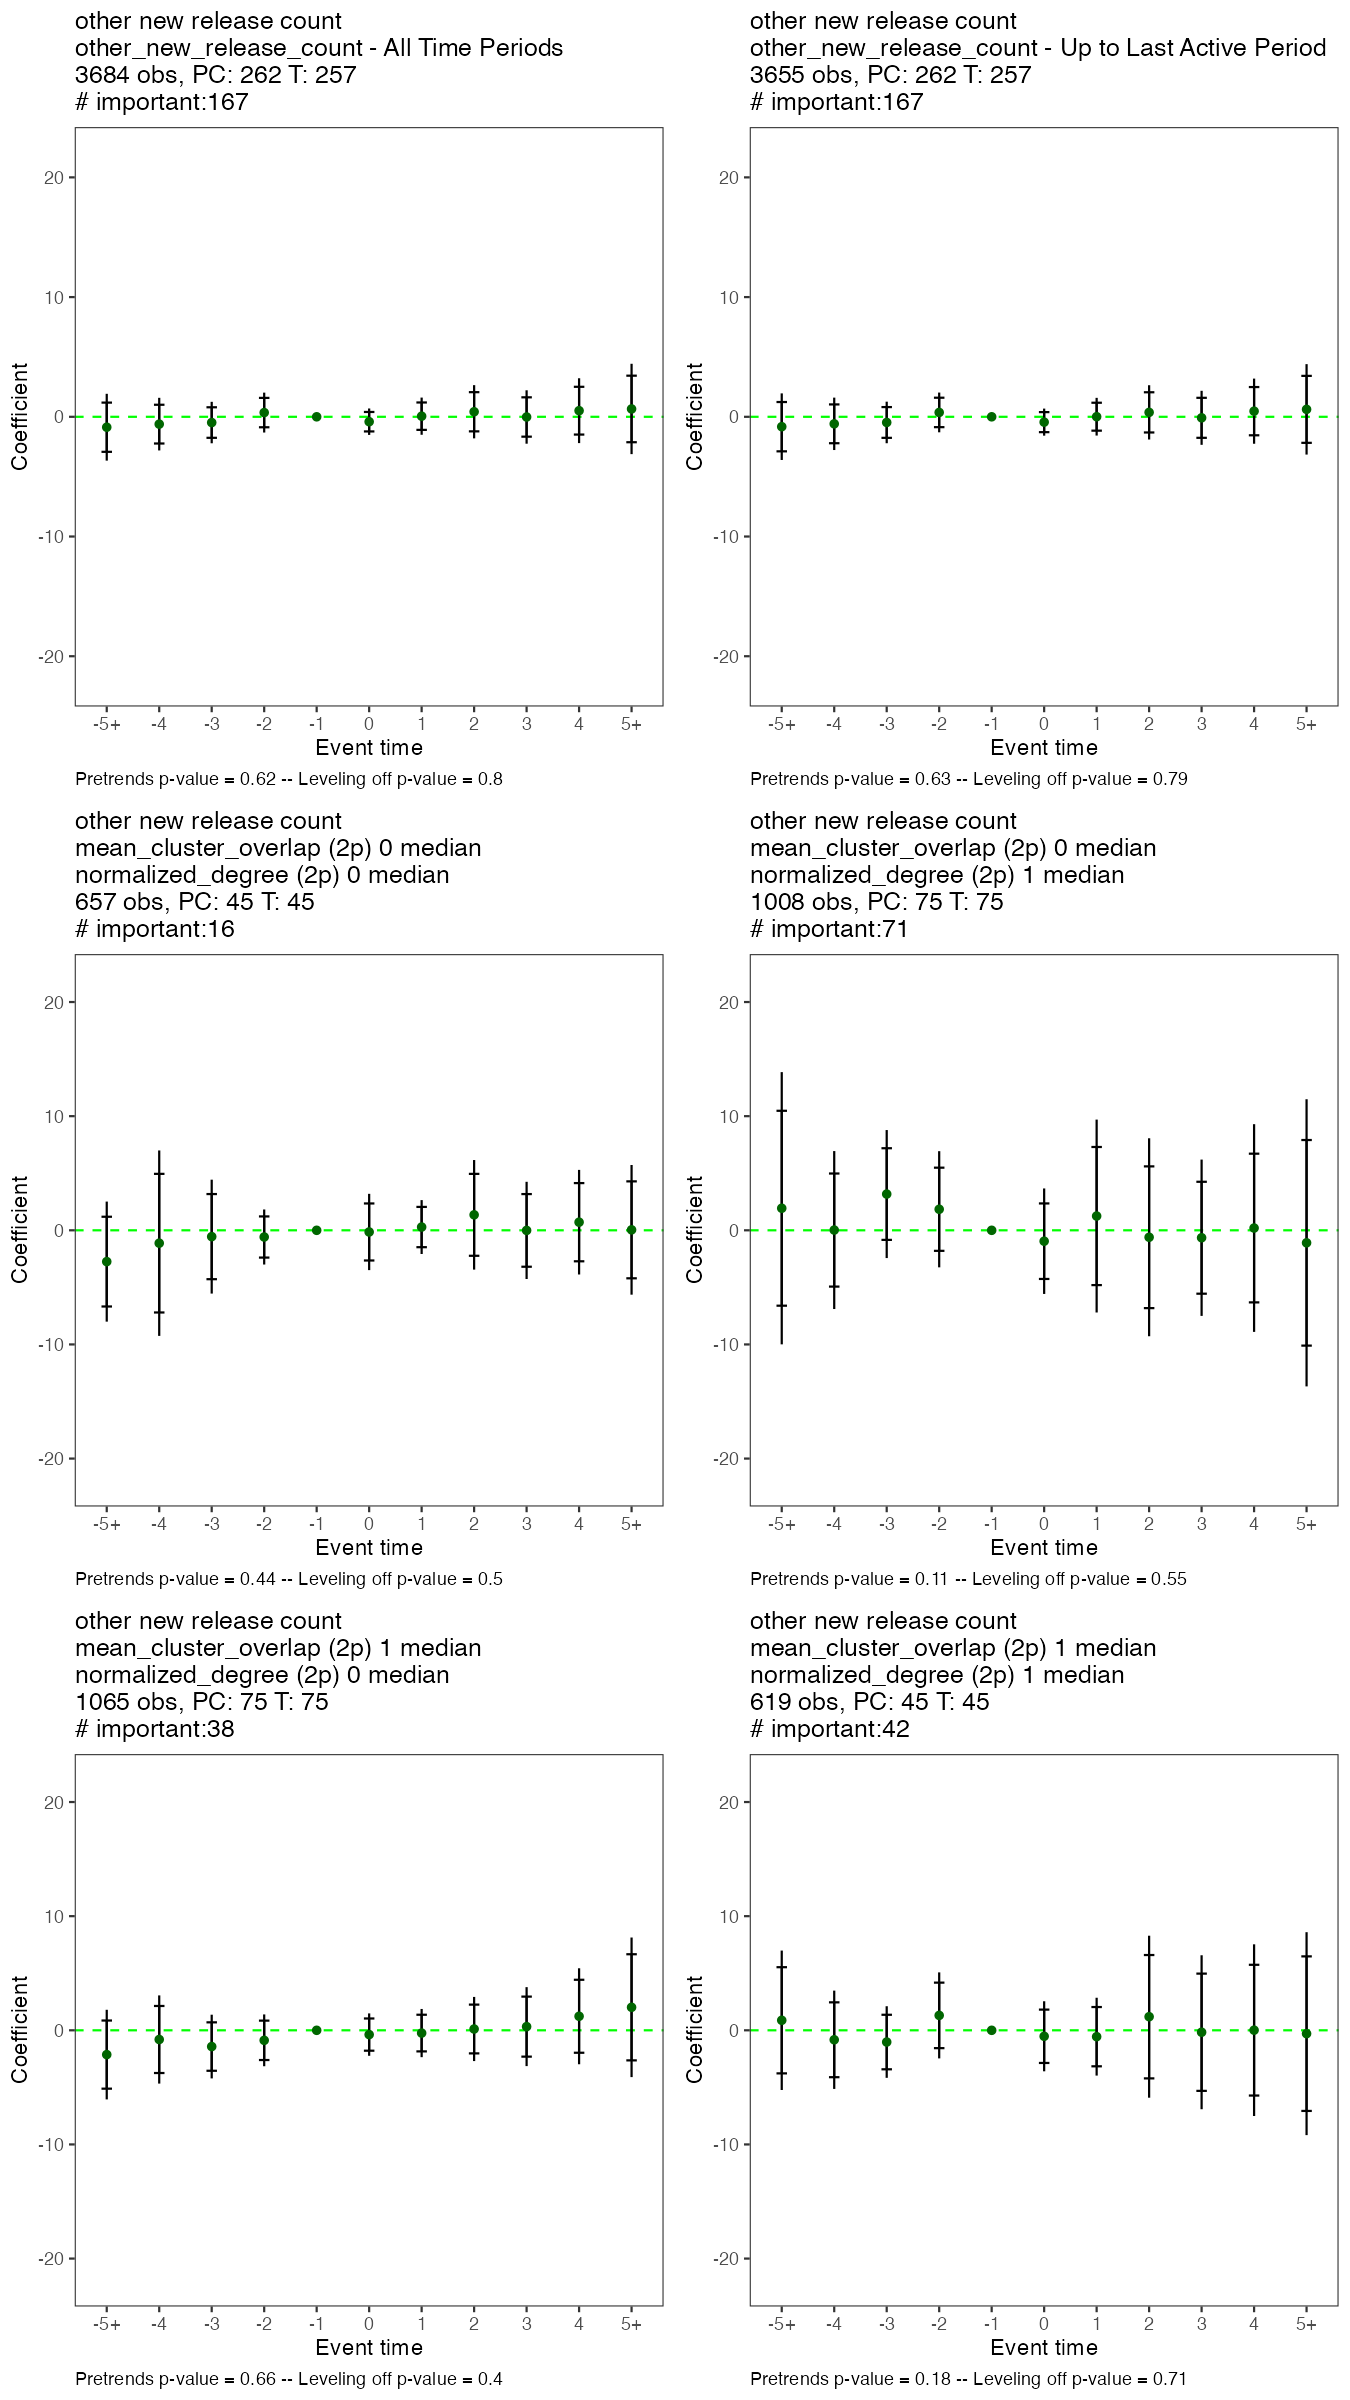 other new release count
other_new_release_count - All Time Periods
3684 obs, PC: 262 T: 257
# important:167
20
10
0
-10
-20
Coefficient
-5+ -4 -3 -2 -1 0 1 2 3 4 5+
Event time
Pretrends p-value = 0.62 -- Leveling off p-value = 0.8
other new release count
other_new_release_count - Up to Last Active Period
3655 obs, PC: 262 T: 257
# important:167
20
10
0
-10
-20
Coefficient
-5+ -4 -3 -2 -1 0 1 2 3 4 5+
Event time
Pretrends p-value = 0.63 -- Leveling off p-value = 0.79
other new release count
mean_cluster_overlap (2p) 0 median
normalized_degree (2p) 0 median
657 obs, PC: 45 T: 45
# important:16
20
10
0
-10
-20
Coefficient
-5+ -4 -3 -2 -1 0 1 2 3 4 5+
Event time
Pretrends p-value = 0.44 -- Leveling off p-value = 0.5
other new release count
mean_cluster_overlap (2p) 0 median
normalized_degree (2p) 1 median
1008 obs, PC: 75 T: 75
# important:71
20
10
0
-10
-20
Coefficient
-5+ -4 -3 -2 -1 0 1 2 3 4 5+
Event time
Pretrends p-value = 0.11 -- Leveling off p-value = 0.55
other new release count
mean_cluster_overlap (2p) 1 median
normalized_degree (2p) 0 median
1065 obs, PC: 75 T: 75
# important:38
20
10
0
-10
-20
Coefficient
-5+ -4 -3 -2 -1 0 1 2 3 4 5+
Event time
Pretrends p-value = 0.66 -- Leveling off p-value = 0.4
other new release count
mean_cluster_overlap (2p) 1 median
normalized_degree (2p) 1 median
619 obs, PC: 45 T: 45
# important:42
20
10
0
-10
-20
Coefficient
-5+ -4 -3 -2 -1 0 1 2 3 4 5+
Event time
Pretrends p-value = 0.18 -- Leveling off p-value = 0.71